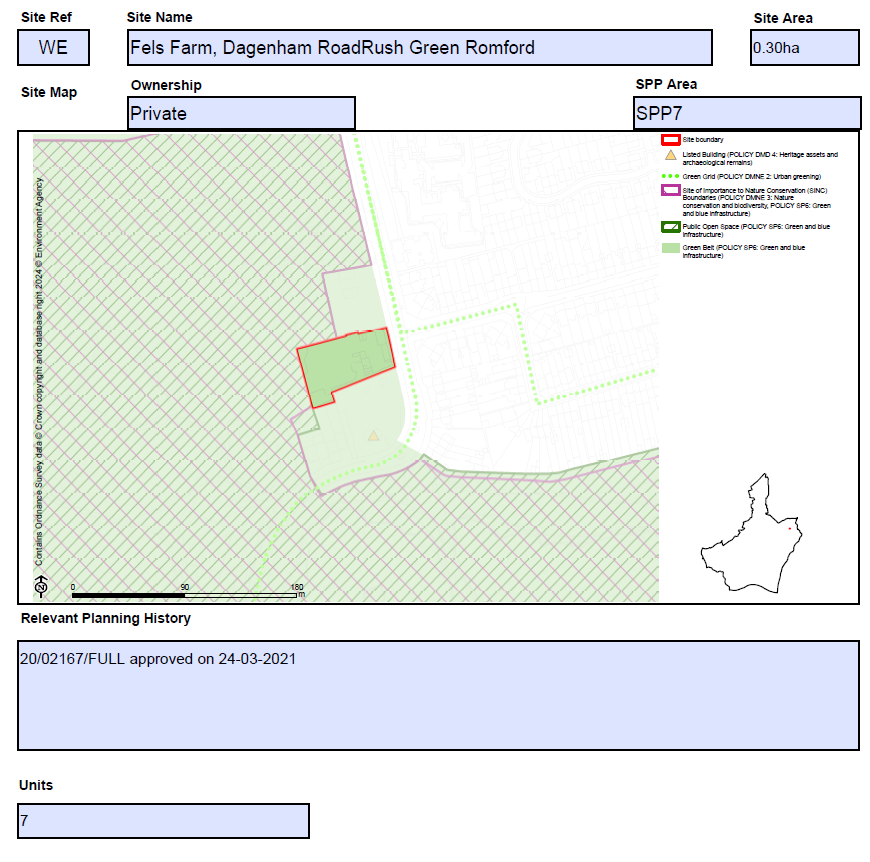 Site Ref
Site Name
Site Area
WE
Fels Farm, Dagenham RoadRush Green Romford
0.30ha
Site Map
Ownership
SPP Area
Private
SPP7
Site boundary
Listed Building (POLICY DMD 4: Heritage assets and
archaeological remains)
Green Grid (POLICY DMNE 2: Urban greening)
Site of Importance to Nature Conservation (SINC)
Boundaries (POLICY DMNE 3: Nature
conservation and biodiversity, POLICY SP6: Green
and blue infrastructure)
Public Open Space (POLICY SP6: Green and blue
infrastructure)
Green Belt (POLICY SP6: Green and blue
infrastructure)
Contains Ordnance Survey data © Crown copyright and database right 2024 © Environment Agency
N
0
90
180
m
Relevant Planning History
20/02167/FULL approved on 24-03-2021
Units
7